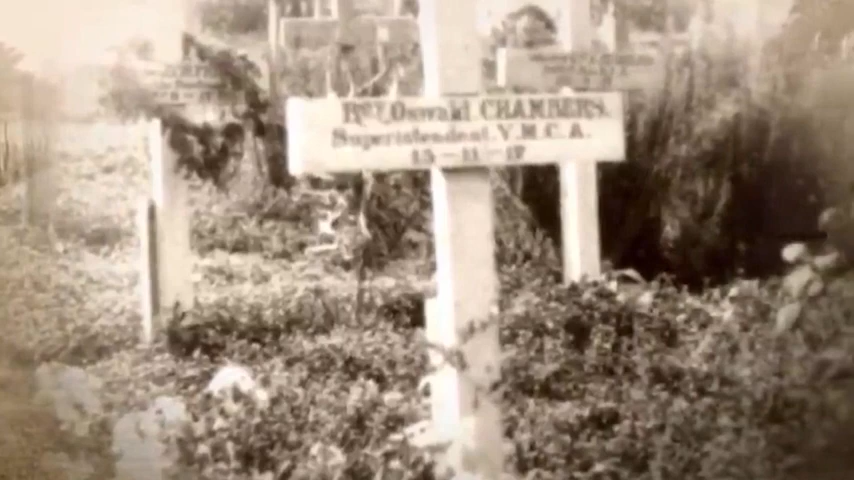 Rev. Oswald CHAMBERS.
Superintendent. Y.M.C.A.
15-11-17